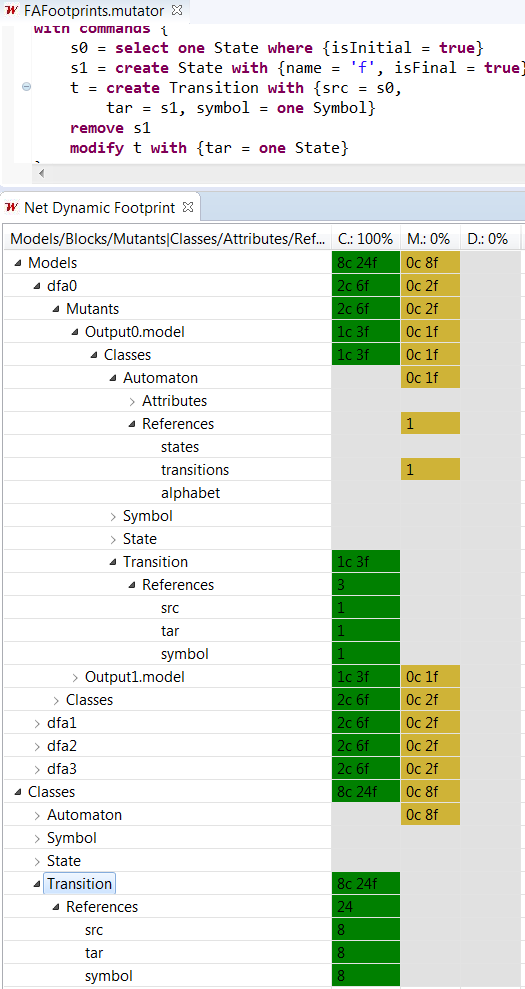 FAFootprints.mutator
with commands {
s0 = select one State where {isInitial = true}
s1 = create State with {name = 'f', isFinal = true}
t = create Transition with {src = s0,
tar = s1, symbol = one Symbol}
remove s1
modify t with {tar = one State}
Net Dynamic Footprint
Models/Blocks/Mutants|Classes/Attributes/Ref... C.: 100% M.: 0% D.: 0%
Models 8c 24f 0c 8f
dfa0 2c 6f 0c 2f
Mutants 2c 6f 0c 2f
Output0.model 1c 3f 0c 1f
Classes 1c 3f 0c 1f
Automaton 0c 1f
Attributes
References 1
states
transitions 1
alphabet
Symbol
State
Transition 1c 3f
References 3
src 1
tar 1
symbol 1
Output1.model 1c 3f 0c 1f
Classes 2c 6f 0c 2f
dfa1 2c 6f 0c 2f
dfa2 2c 6f 0c 2f
dfa3 2c 6f 0c 2f
Classes 8c 24f 0c 8f
Automaton 0c 8f
Symbol
State
Transition 8c 24f
References 24
src 8
tar 8
symbol 8